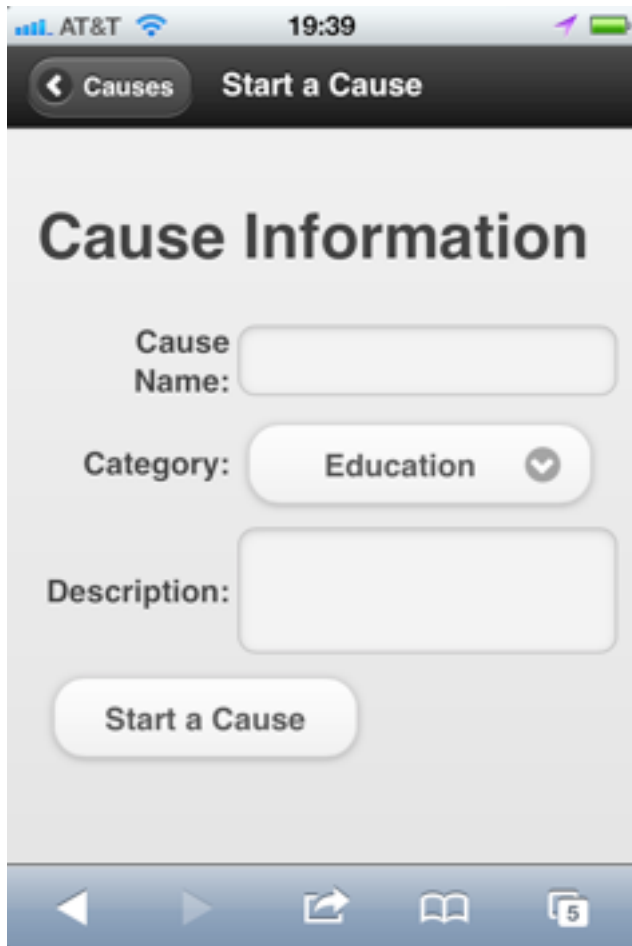 AT&T 19:39
Causes Start a Cause
Cause Information
Cause
Name:
Category: Education
Description:
Start a Cause
5